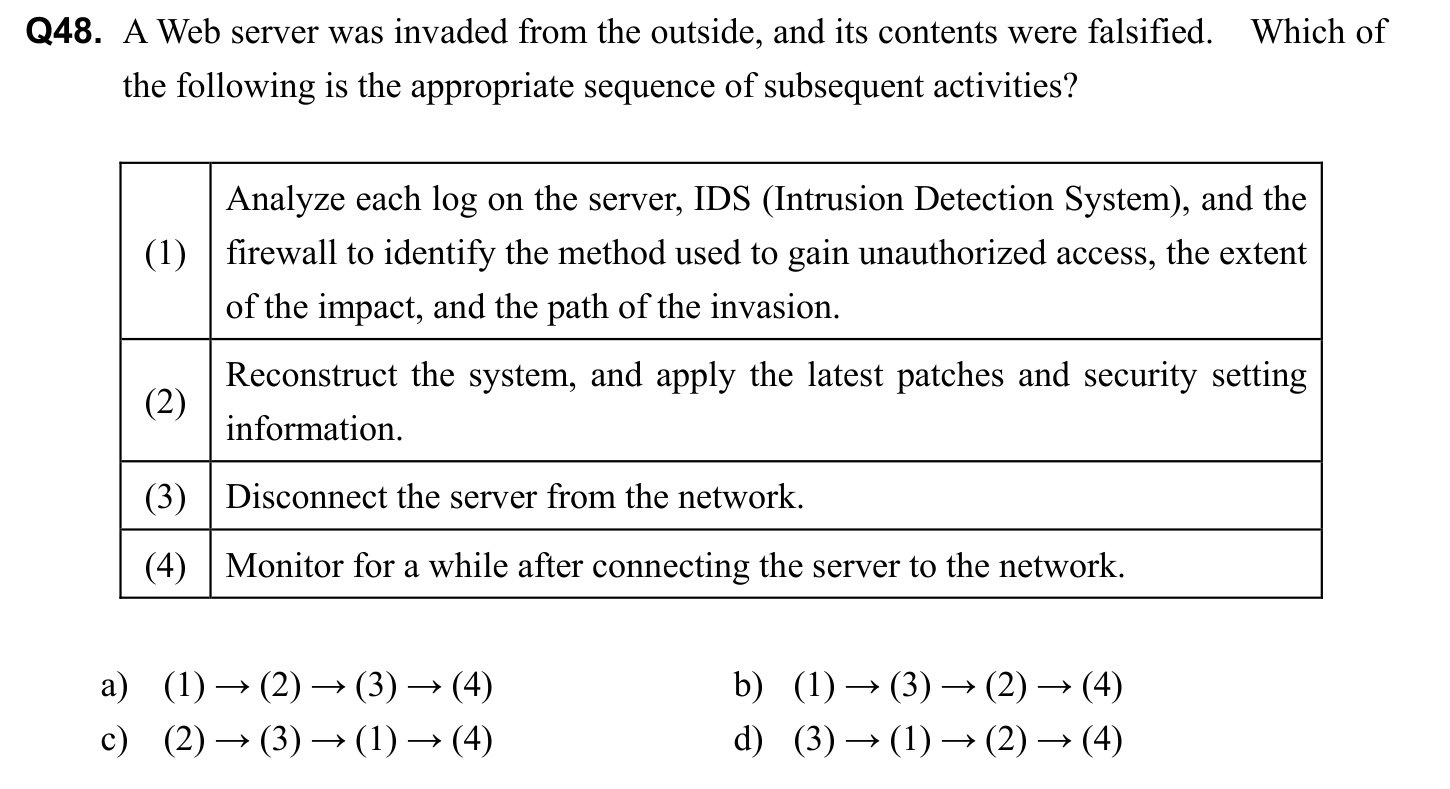 Q48. A Web server was invaded from the outside, and its contents were falsified. Which of
the following is the appropriate sequence of subsequent activities?
(1)
Analyze each log on the server, IDS (Intrusion Detection System), and the
firewall to identify the method used to gain unauthorized access, the extent
of the impact, and the path of the invasion.
(2)
Reconstruct the system, and apply the latest patches and security setting
information.
(3) Disconnect the server from the network.
(4) Monitor for a while after connecting the server to the network.
a) (1) → (2) → (3) → (4) b) (1) → (3) → (2) → (4)
c) (2) → (3) → (1) → (4) d) (3) → (1) → (2) → (4)